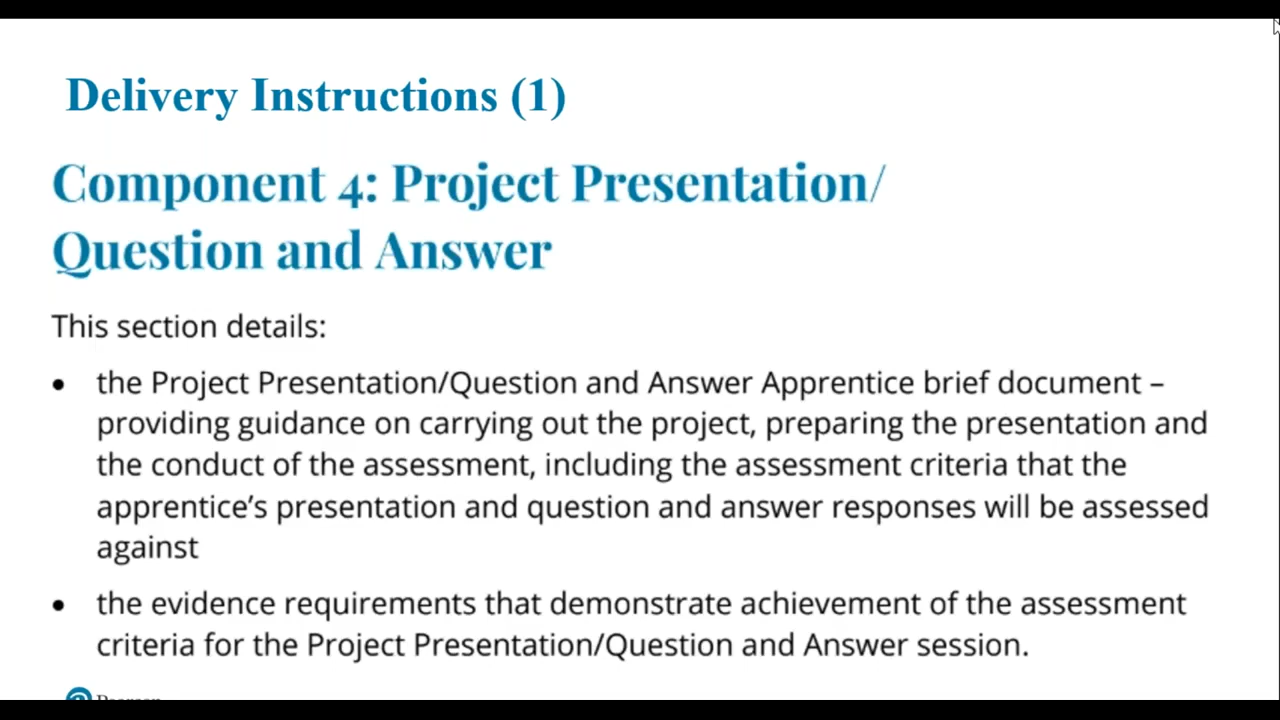 Delivery Instructions (1)
Component 4: Project Presentation/
Question and Answer
This section details:
• the Project Presentation/Question and Answer Apprentice brief document –
providing guidance on carrying out the project, preparing the presentation and
the conduct of the assessment, including the assessment criteria that the
apprentice’s presentation and question and answer responses will be assessed
against
• the evidence requirements that demonstrate achievement of the assessment
criteria for the Project Presentation/Question and Answer session.
Pearson